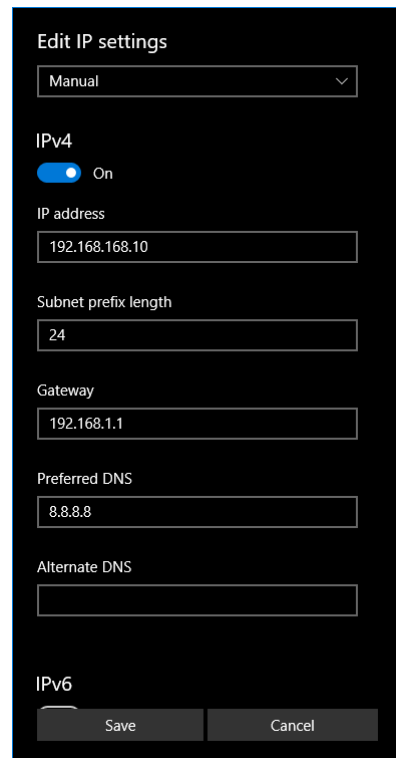 Edit IP settings
Manual
IPv4
On
IP address
192.168.168.10
Subnet prefix length
24
Gateway
192.168.1.1
Preferred DNS
8.8.8.8
Alternate DNS
IPv6
Save Cancel